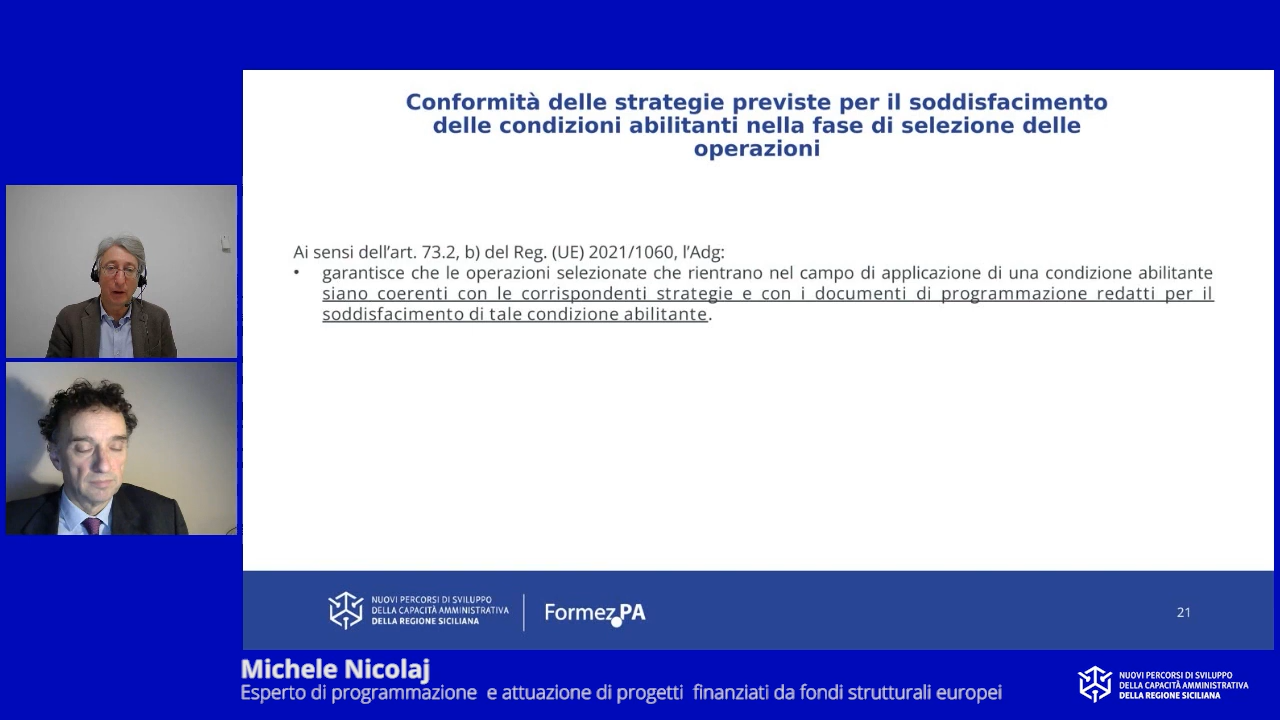 Conformità delle strategie previste per il soddisfacimento
delle condizioni abilitanti nella fase di selezione delle
operazioni
Ai sensi dell’art. 73.2, b) del Reg. (UE) 2021/1060, l’Adg:
• garantisce che le operazioni selezionate che rientrano nel campo di applicazione di una condizione abilitante
siano coerenti con le corrispondenti strategie e con i documenti di programmazione redatti per il
soddisfacimento di tale condizione abilitante.
NUOVI PERCORSI DI SVILUPPO
DELLA CAPACITÀ AMMINISTRATIVA
DELLA REGIONE SICILIANA
Formez.PA
21
Michele Nicolaj
Esperto di programmazione e attuazione di progetti finanziati da fondi strutturali europei
NUOVI PERCORSI DI SVILUPPO
DELLA CAPACITÀ AMMINISTRATIVA
DELLA REGIONE SICILIANA